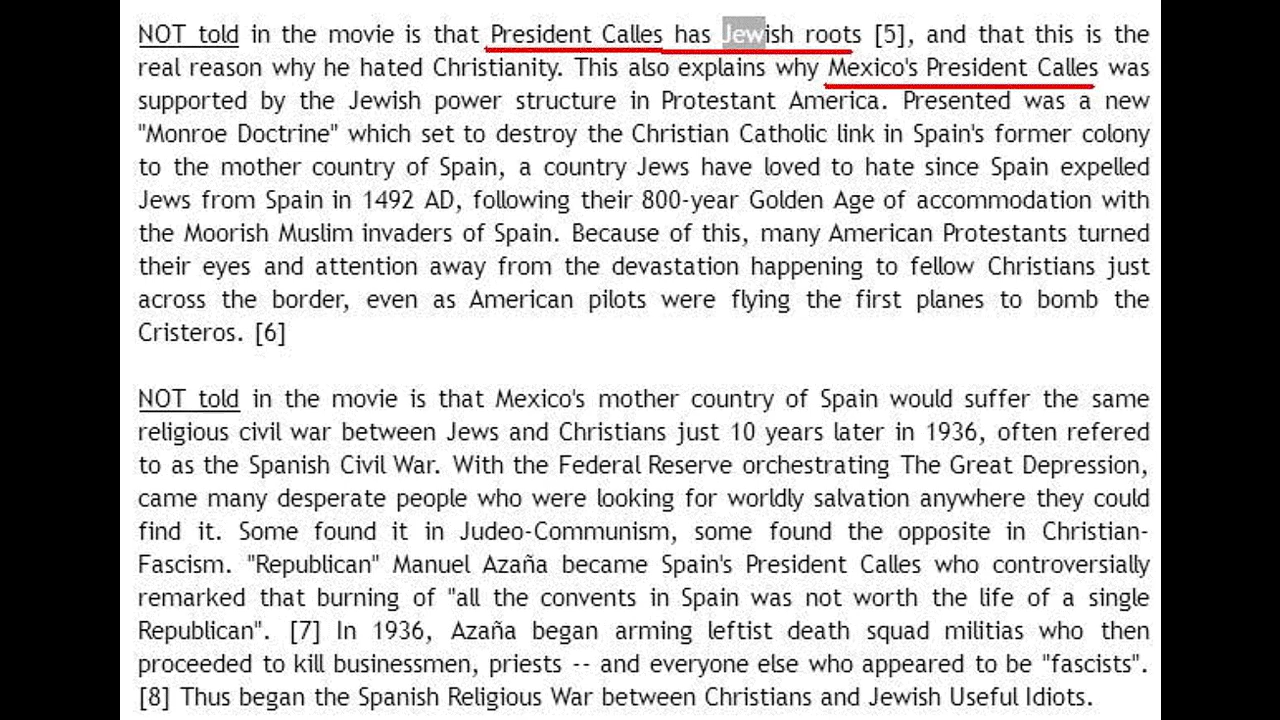 NOT told in the movie is that President Calles has Jewish roots [5], and that this is the
real reason why he hated Christianity. This also explains why Mexico's President Calles was
supported by the Jewish power structure in Protestant America. Presented was a new
"Monroe Doctrine" which set to destroy the Christian Catholic link in Spain's former colony
to the mother country of Spain, a country Jews have loved to hate since Spain expelled
Jews from Spain in 1492 AD, following their 800-year Golden Age of accommodation with
the Moorish Muslim invaders of Spain. Because of this, many American Protestants turned
their eyes and attention away from the devastation happening to fellow Christians just
across the border, even as American pilots were flying the first planes to bomb the
Cristeros. [6]
NOT told in the movie is that Mexico's mother country of Spain would suffer the same
religious civil war between Jews and Christians just 10 years later in 1936, often refered
to as the Spanish Civil War. With the Federal Reserve orchestrating The Great Depression,
came many desperate people who were looking for worldly salvation anywhere they could
find it. Some found it in Judeo-Communism, some found the opposite in Christian-
Fascism. "Republican" Manuel Azaña became Spain's President Calles who controversially
remarked that burning of "all the convents in Spain was not worth the life of a single
Republican". [7] In 1936, Azaña began arming leftist death squad militias who then
proceeded to kill businessmen, priests -- and everyone else who appeared to be "fascists".
[8] Thus began the Spanish Religious War between Christians and Jewish Useful Idiots.